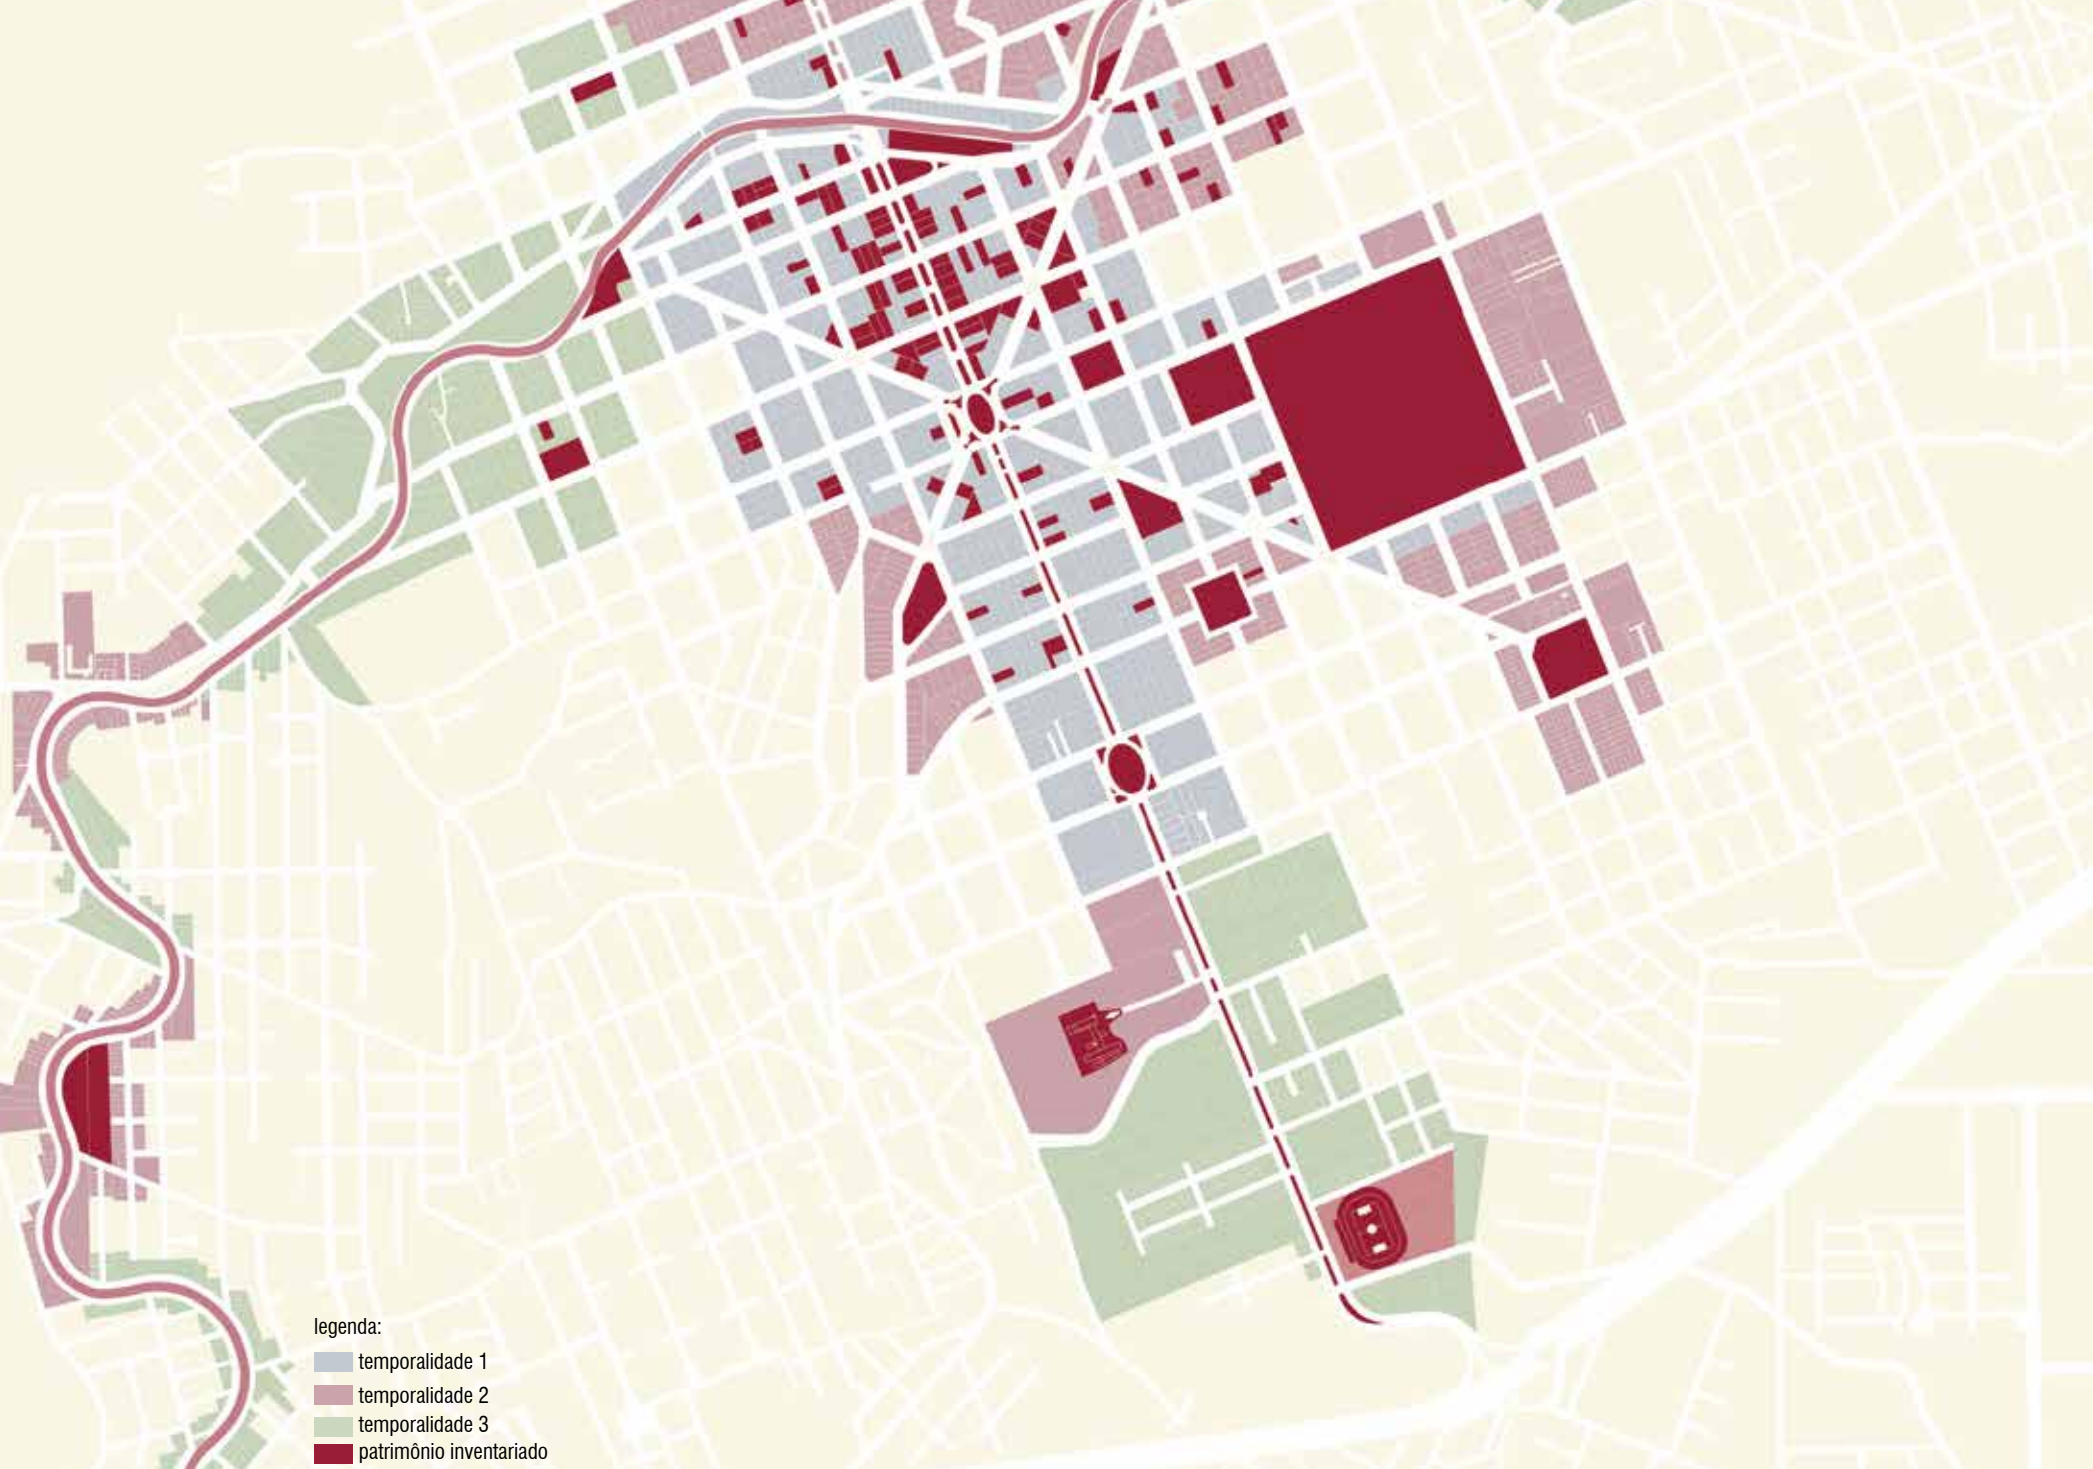 legenda:
temporalidade 1
temporalidade 2
temporalidade 3
patrimônio inventariado